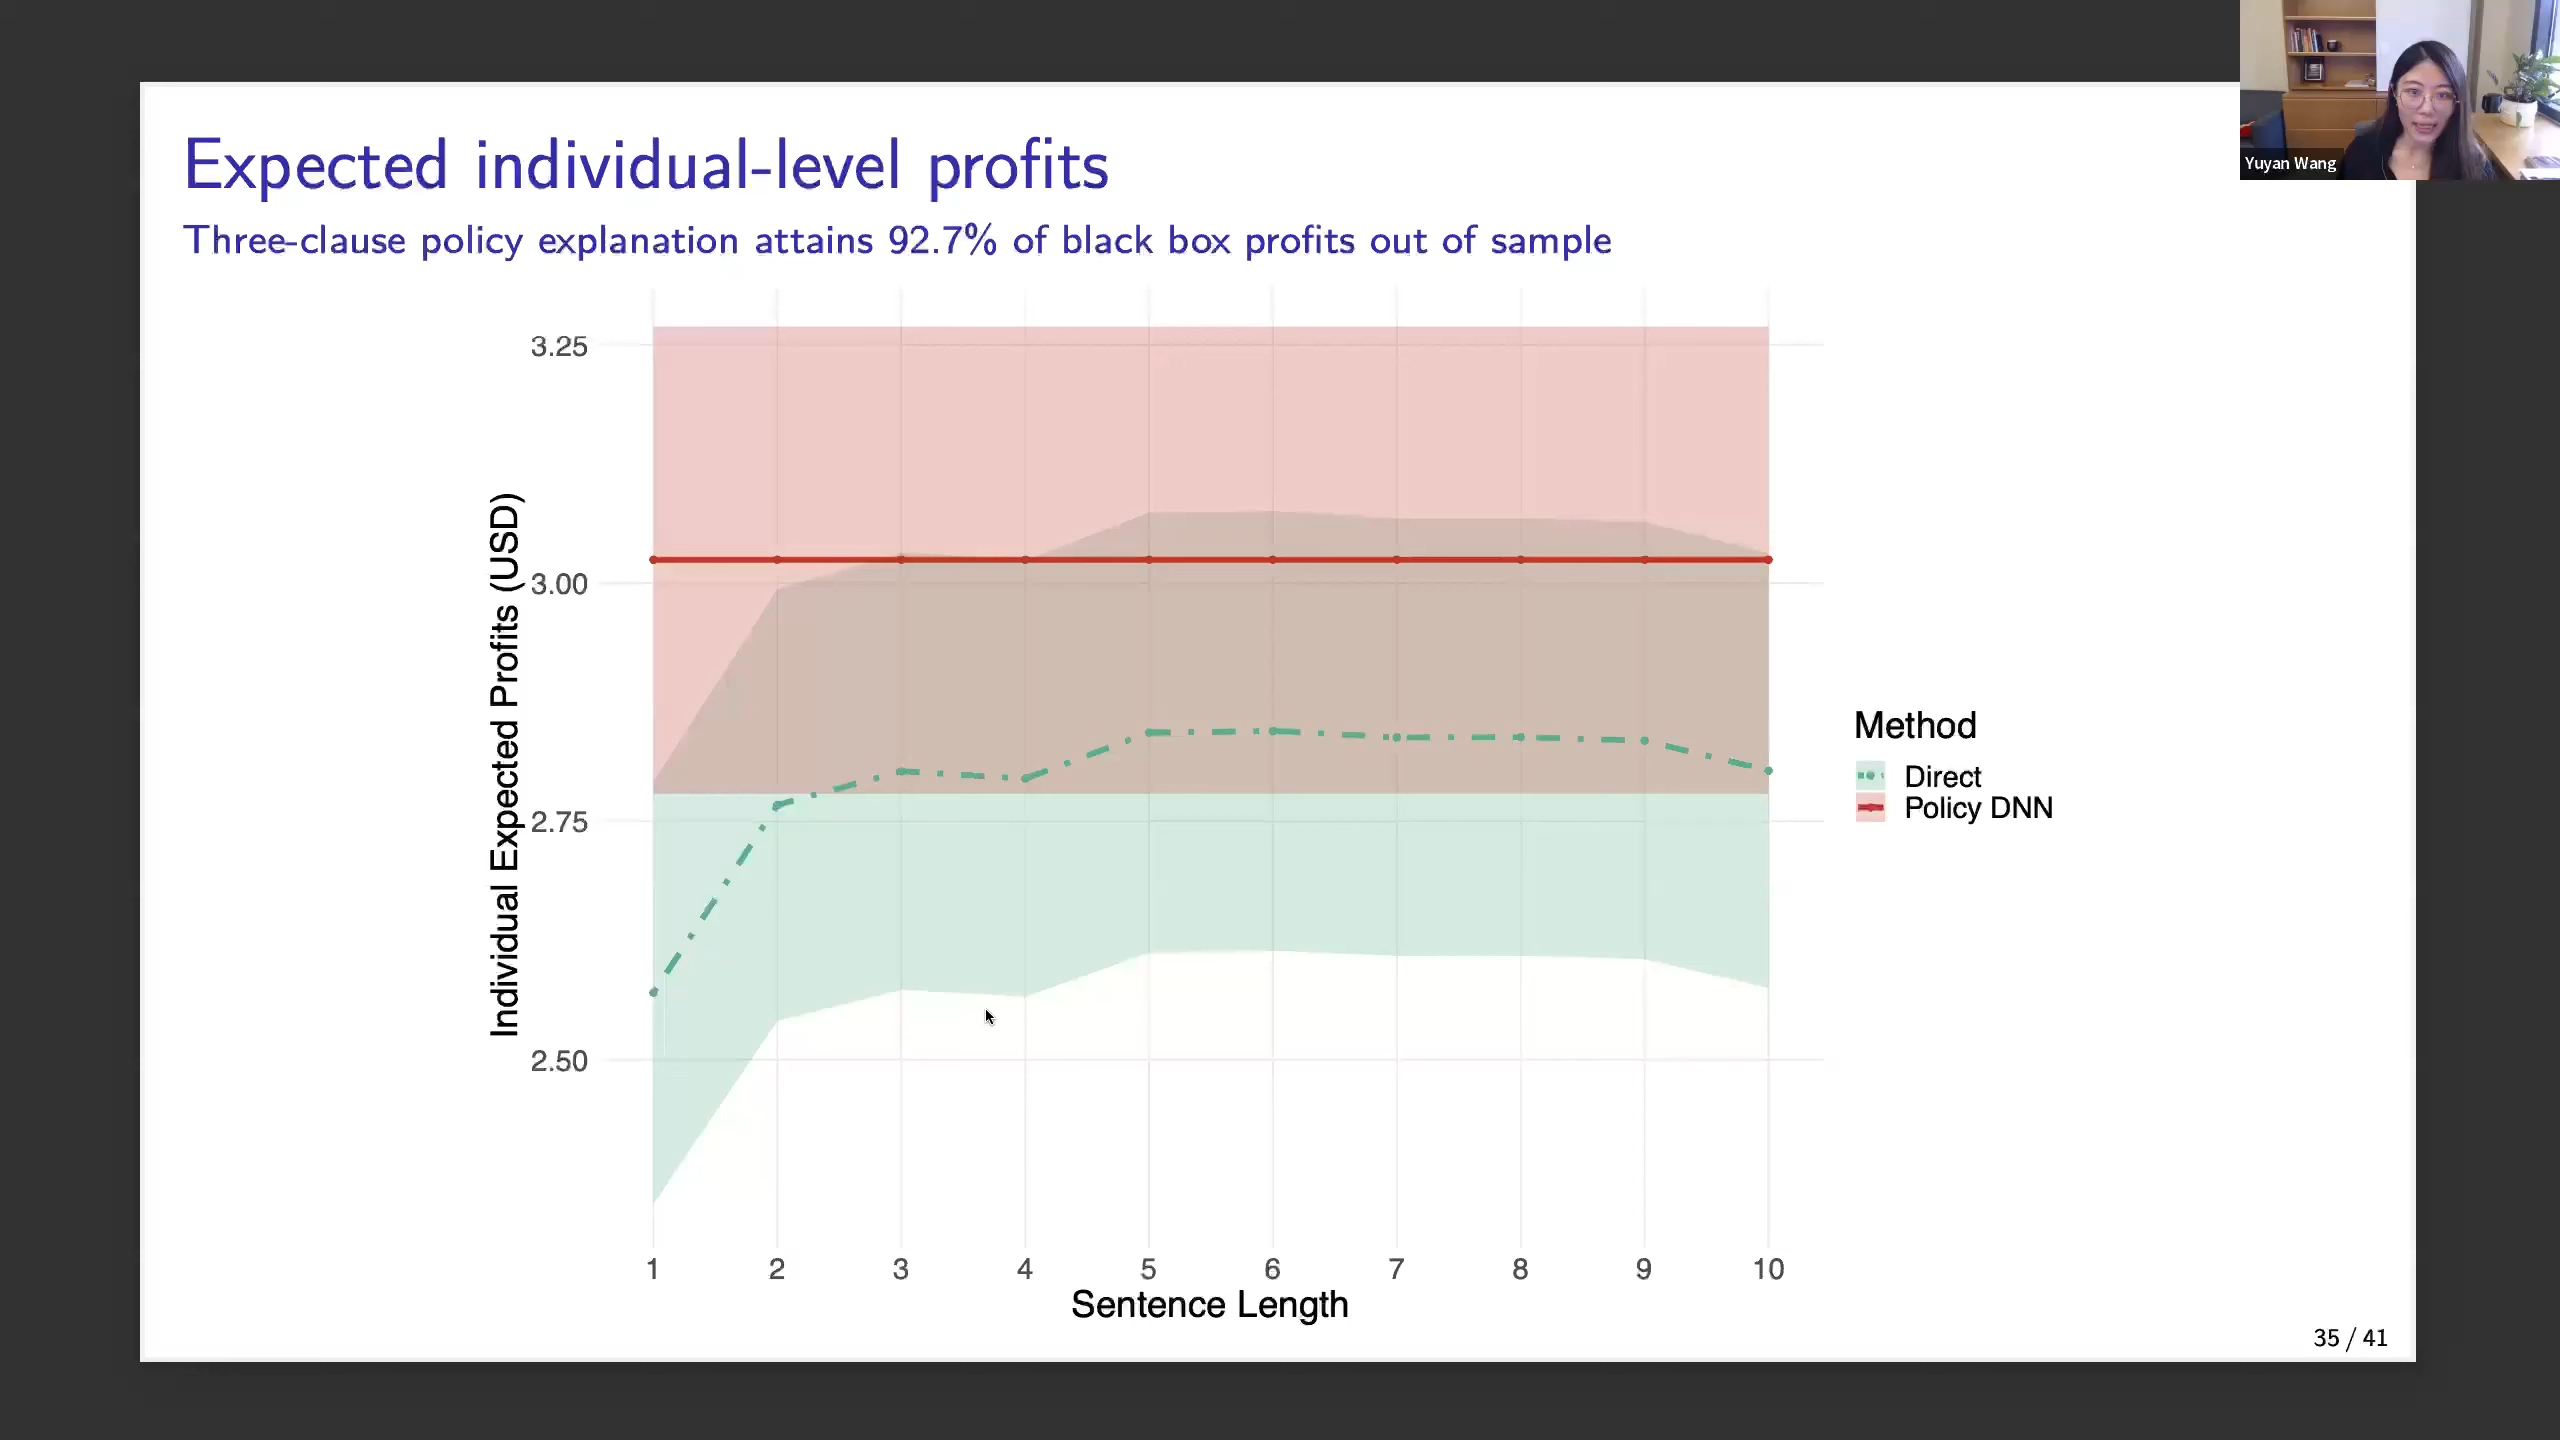 Yuyan Wang
Expected individual-level profits
Three-clause policy explanation attains 92.7% of black box profits out of sample
Individual Expected Profits (USD)
3.25
3.00
2.75
2.50
1 2 3 4 5 6 7 8 9 10
Sentence Length
Method
Direct
Policy DNN
35 / 41